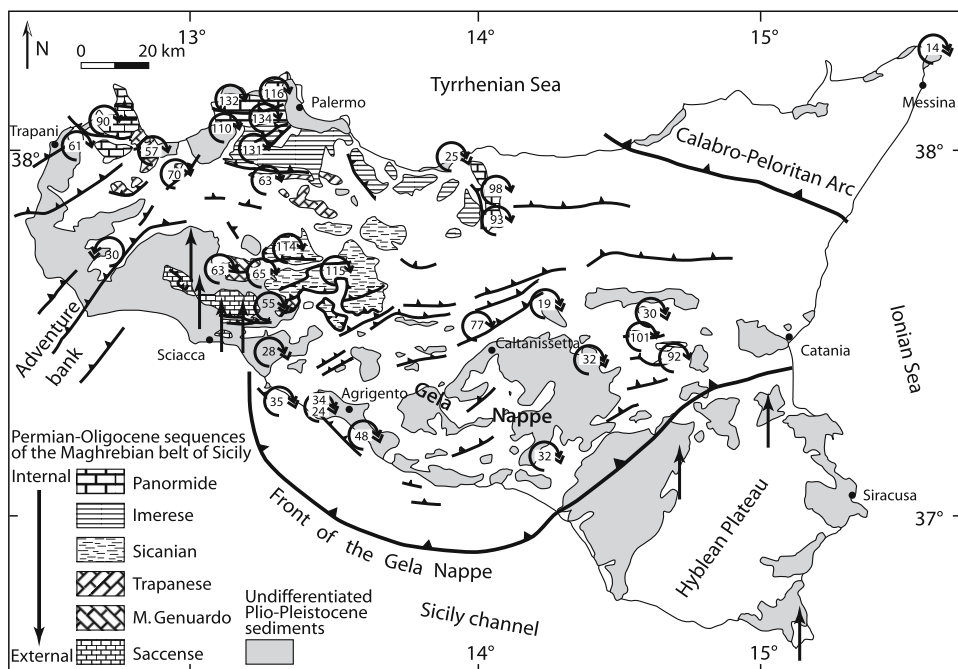 13°
14°
15°
N
0
20 km
Tyrrhenian Sea
14
Messina
132
116
Palermo
90
134
110
Trapani
61
38°
57
131
70
63
25
98
93
Calabro-Peloritan Arc
38°
30
114
63
65
115
55
19
30
77
101
92
Adventure
bank
Sciacca
28
Caltanissetta
32
Catania
Ionian Sea
35
34
24
Agrigento
Gela
Nappe
48
32
Permian-Oligocene sequences
of the Maghrebian belt of Sicily
Internal
Panormide
Imerese
Sicanian
Trapanese
M. Genuardo
External
Saccense
Undifferentiated
Plio-Pleistocene
sediments
Front of the Gela Nappe
Hyblean Plateau
Siracusa
37°
Sicily channel
14°
15°